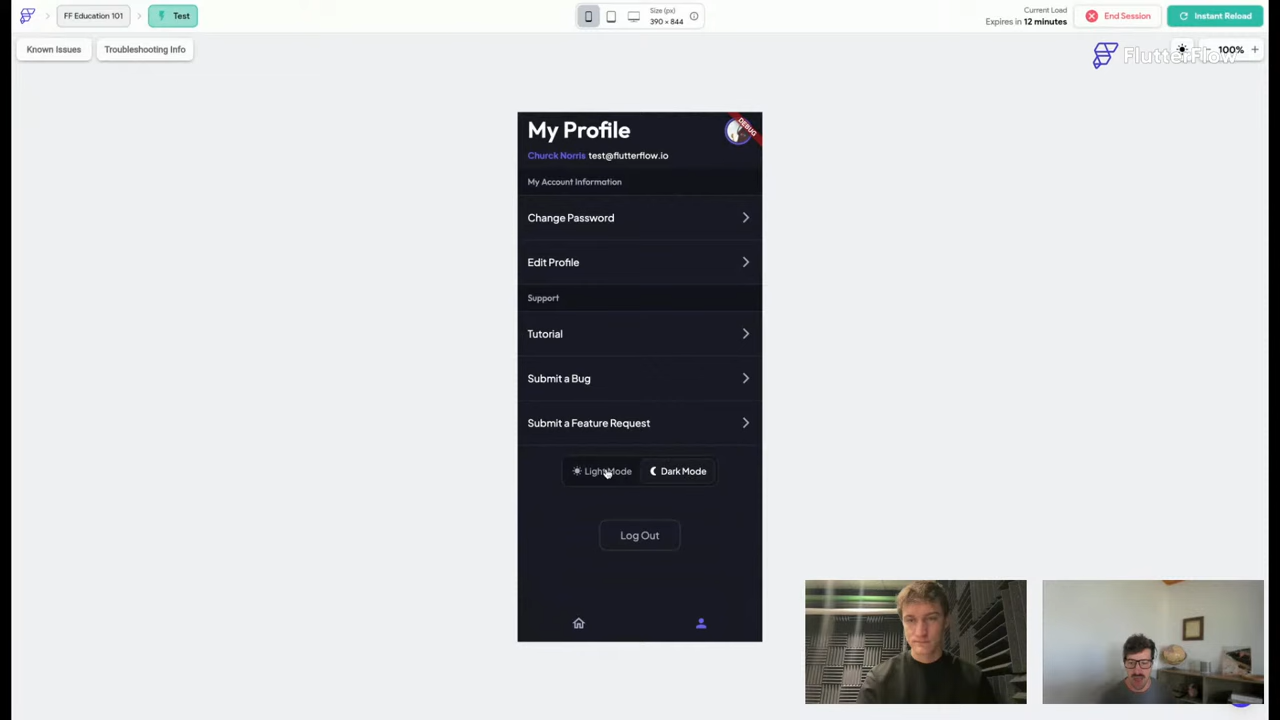 FF Education 101
Test
Size (px)
390 × 844
Current Load
Expires in 12 minutes
End Session
Instant Reload
Known Issues
Troubleshooting Info
FlutterFlow
100%
My Profile
DEBUG
Churck Norris test@flutterflow.io
My Account Information
Change Password
Edit Profile
Support
Tutorial
Submit a Bug
Submit a Feature Request
Light Mode
Dark Mode
Log Out